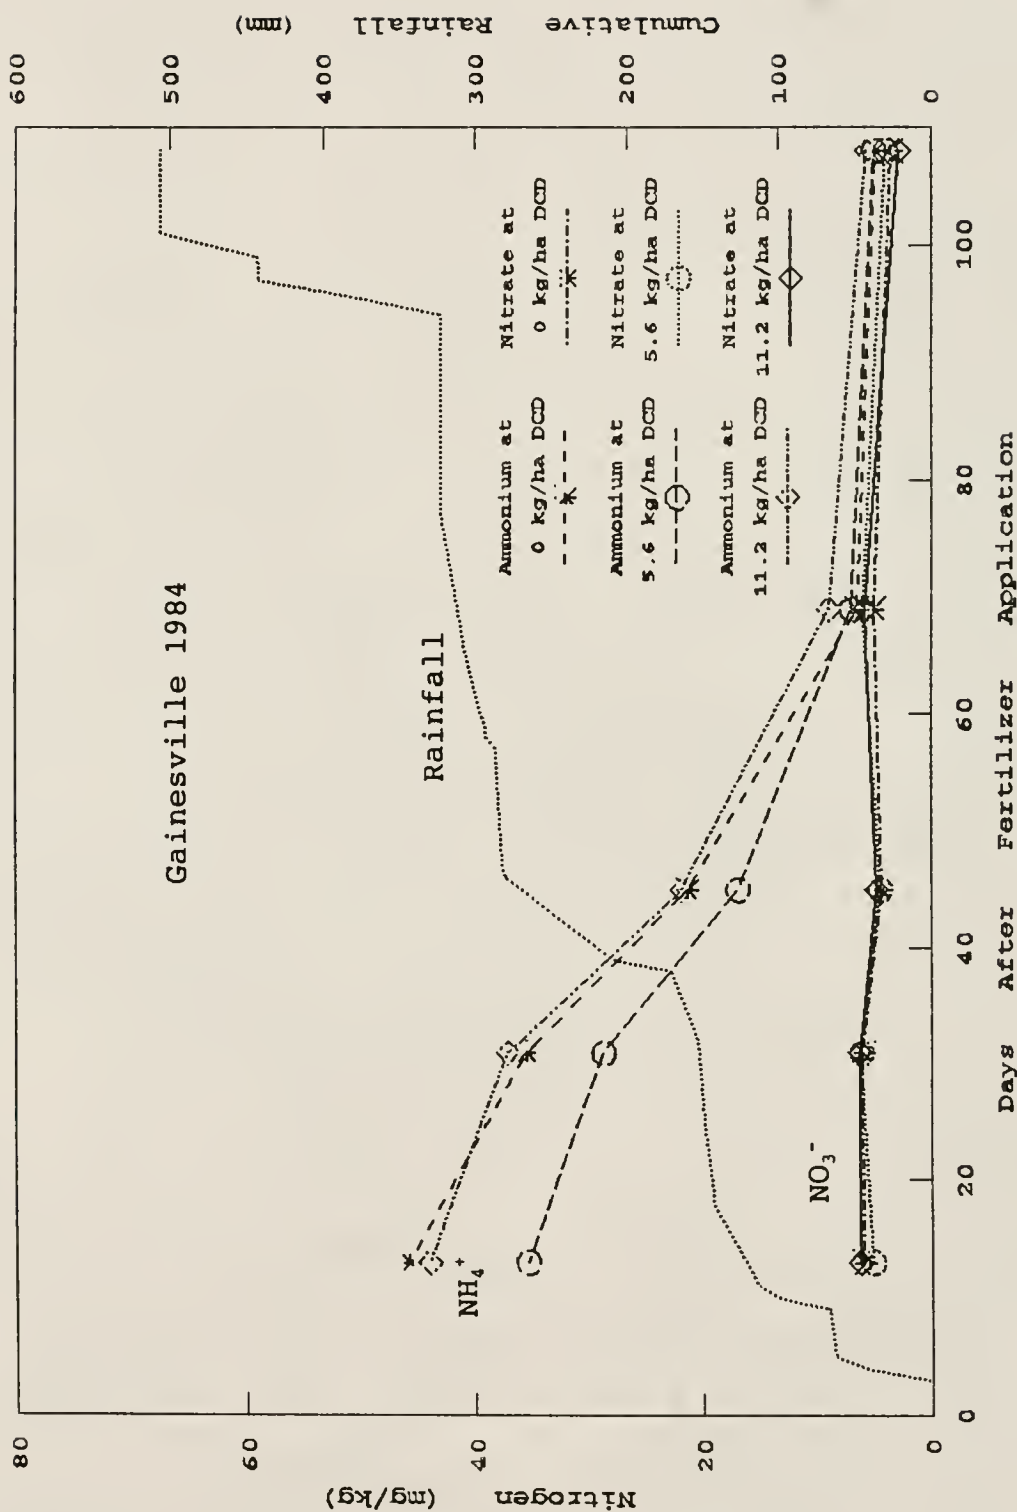 Gainesville 1984
Rainfall
NH₄⁺
NO₃⁻
Nitrogen (mg/kg)
80
60
40
20
0
Cumulative Rainfall (mm)
600
500
400
300
200
100
0
Ammonium at
0 kg/ha DCD
Ammonium at
5.6 kg/ha DCD
Ammonium at
11.2 kg/ha DCD
Nitrate at
0 kg/ha DCD
Nitrate at
5.6 kg/ha DCD
Nitrate at
11.2 kg/ha DCD
0
20
40
60
80
100
Days After Fertilizer Application